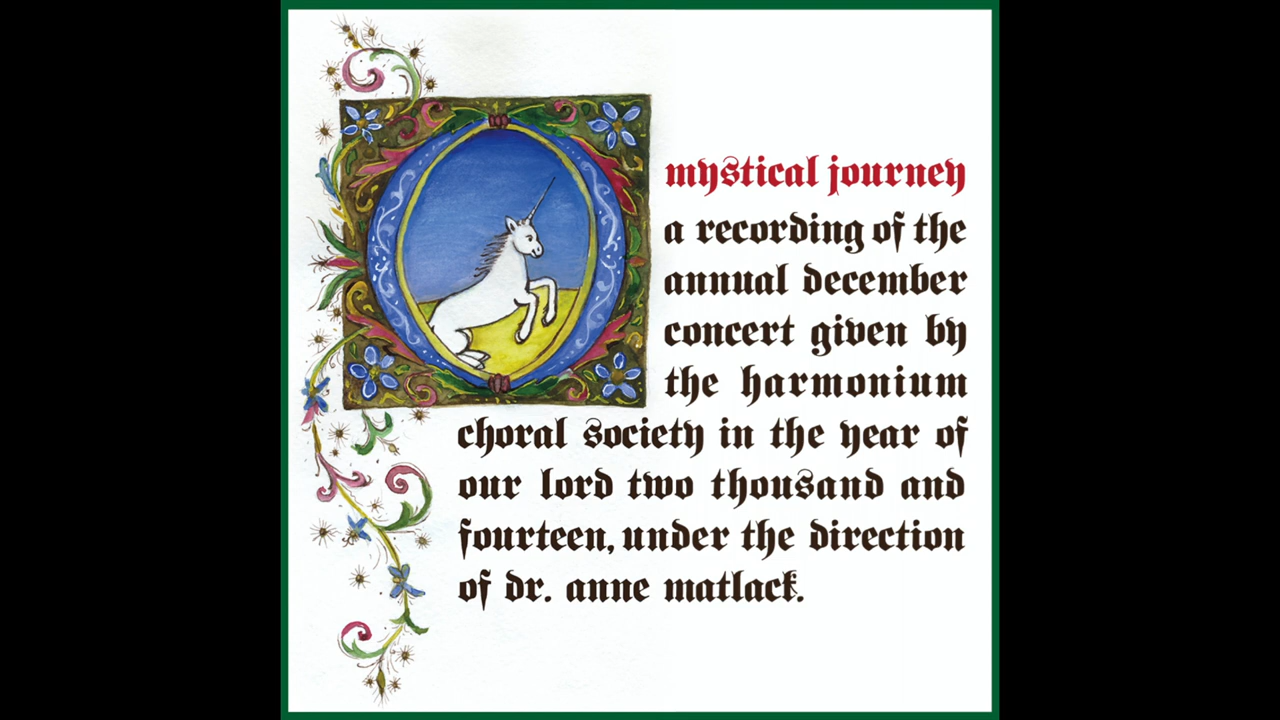 mystical journey
a recording of the
annual december
concert given by
the harmonium
choral society in the year of
our lord two thousand and
fourteen, under the direction
of dr. anne matlack.